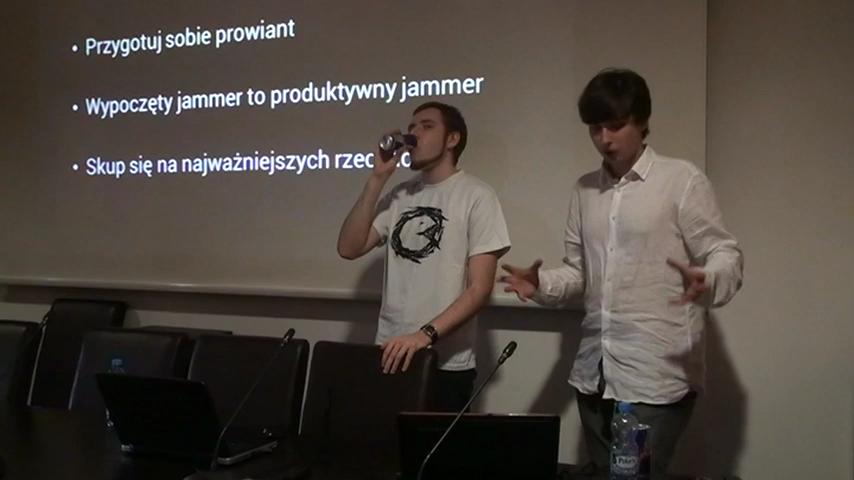 • Przygotuj sobie prowiant
• Wypoczęty jammer to produktywny jammer
• Skup się na najważniejszych